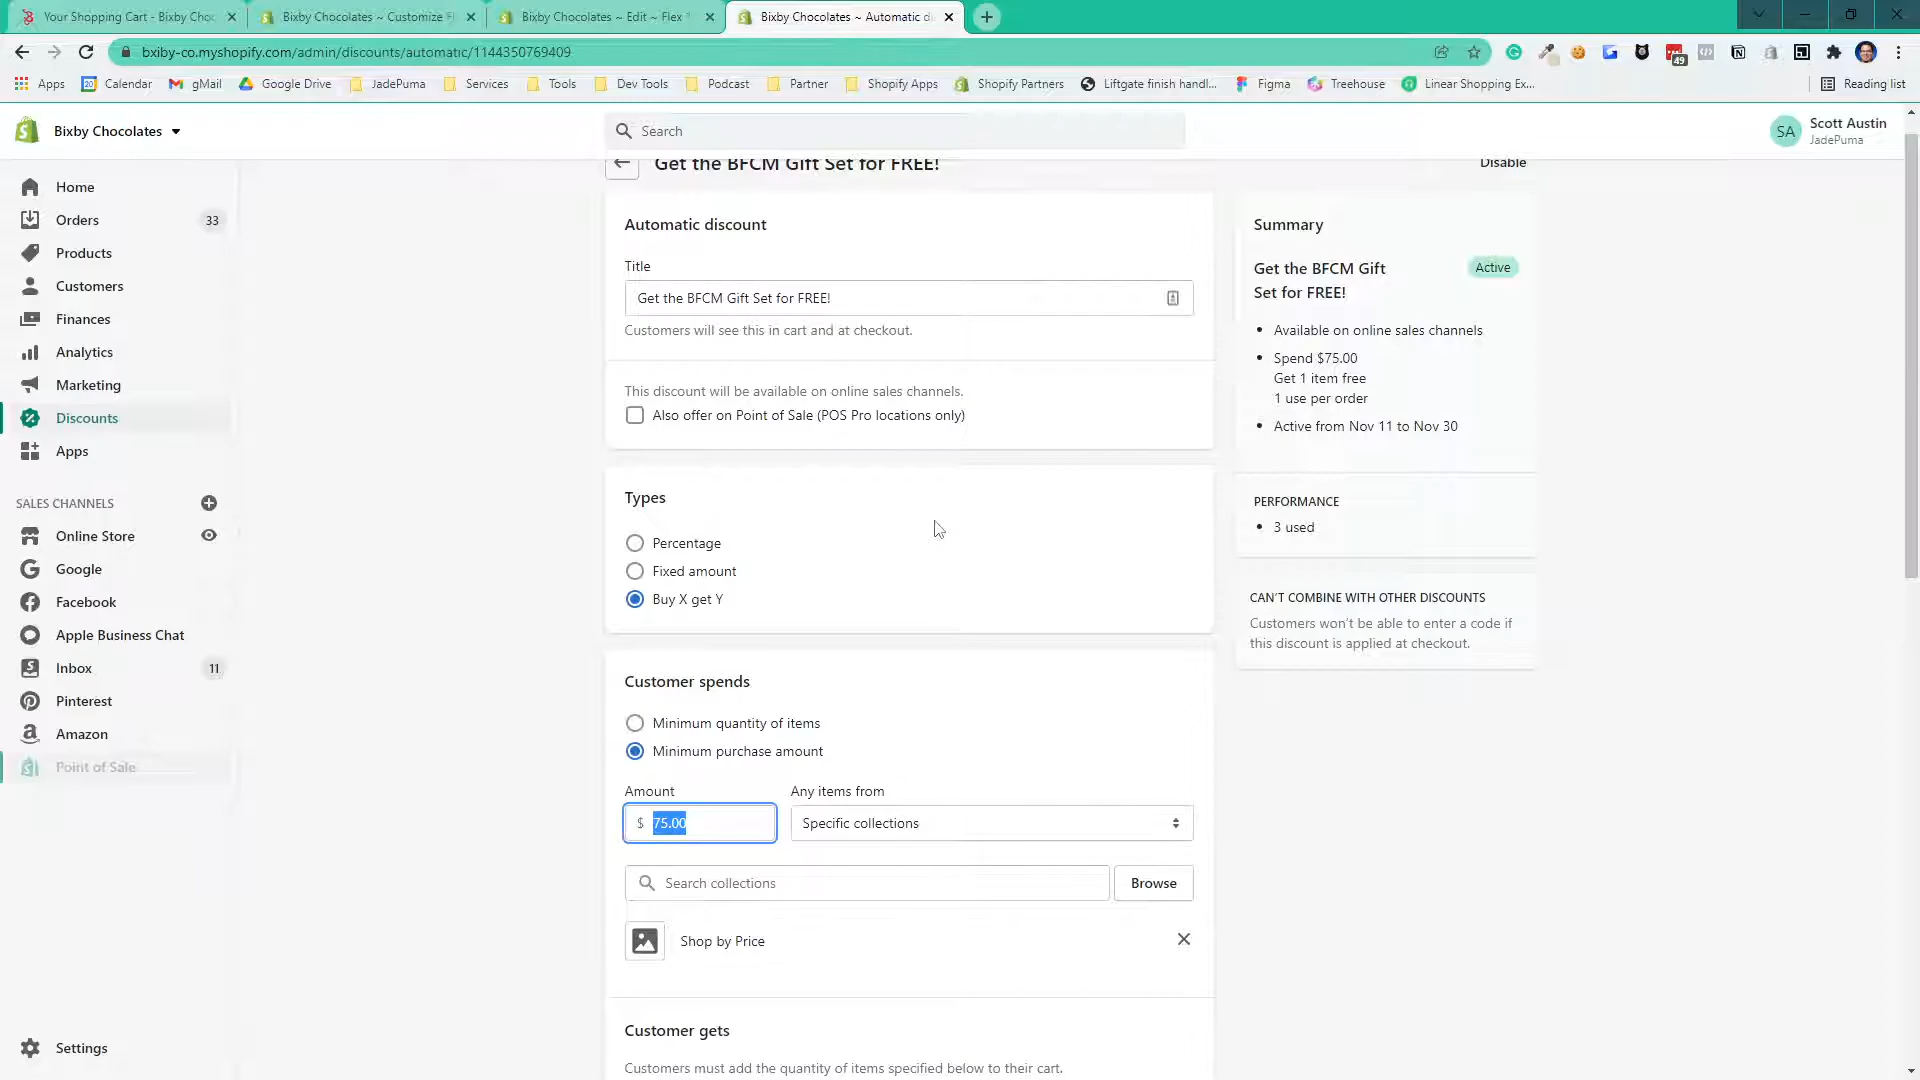 Your Shopping Cart - Bixby Choc
Bixby Chocolates ~ Customize Fl
Bixby Chocolates ~ Edit ~ Flex
Bixby Chocolates ~ Automatic di
bxiby-co.myshopify.com/admin/discounts/automatic/1144350769409
49
Apps
Calendar
gMail
Google Drive
JadePuma
Services
Tools
Dev Tools
Podcast
Partner
Shopify Apps
Shopify Partners
Liftgate finish handl...
Figma
Treehouse
Linear Shopping Ex...
Reading list
Bixby Chocolates
Search
SA
Scott Austin
JadePuma
Home
Orders
33
Products
Customers
Finances
Analytics
Marketing
Discounts
Apps
SALES CHANNELS
Online Store
Google
Facebook
Apple Business Chat
Inbox
11
Pinterest
Amazon
Point of Sale
Settings
Get the BFCM Gift Set for FREE!
Disable
Automatic discount
Title
Get the BFCM Gift Set for FREE!
Customers will see this in cart and at checkout.
This discount will be available on online sales channels.
Also offer on Point of Sale (POS Pro locations only)
Types
Percentage
Fixed amount
Buy X get Y
Customer spends
Minimum quantity of items
Minimum purchase amount
Amount
Any items from
$ 75.00
Specific collections
Search collections
Browse
Shop by Price
Customer gets
Customers must add the quantity of items specified below to their cart.
Summary
Get the BFCM Gift
Set for FREE!
Active
• Available on online sales channels
• Spend $75.00
Get 1 item free
1 use per order
• Active from Nov 11 to Nov 30
PERFORMANCE
• 3 used
CAN'T COMBINE WITH OTHER DISCOUNTS
Customers won't be able to enter a code if
this discount is applied at checkout.